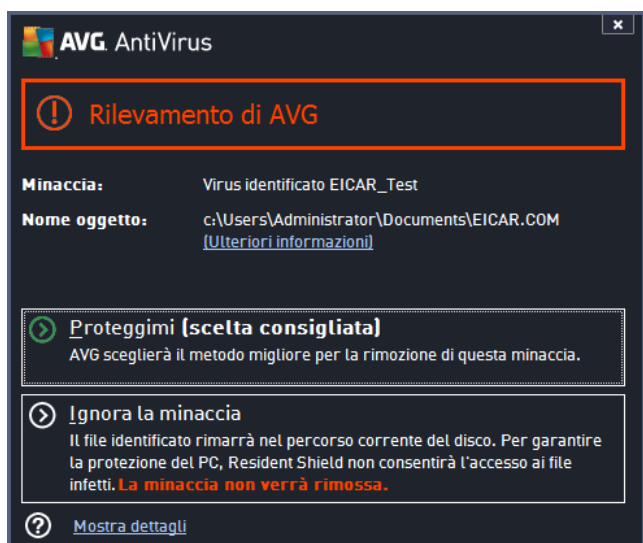 AVG. AntiVirus
Rilevamento di AVG
Minaccia: Virus identificato EICAR_Test
Nome oggetto: c:\Users\Administrator\Documents\EICAR.COM
(Ulteriori informazioni)
Proteggimi (scelta consigliata)
AVG sceglierà il metodo migliore per la rimozione di questa minaccia.
Ignora la minaccia
Il file identificato rimarrà nel percorso corrente del disco. Per garantire
la protezione del PC, Resident Shield non consentirà l'accesso ai file
infetti. La minaccia non verrà rimossa.
Mostra dettagli